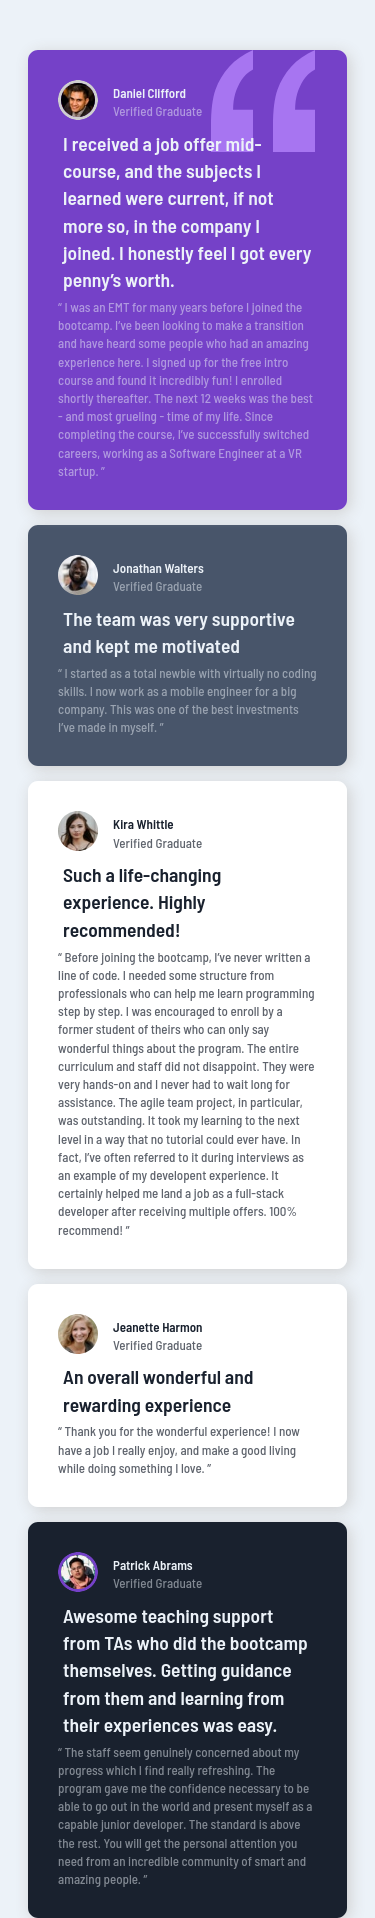 Daniel Clifford
Verified Graduate
I received a job offer mid-
course, and the subjects I
learned were current, if not
more so, in the company I
joined. I honestly feel I got every
penny’s worth.
“ I was an EMT for many years before I joined the
bootcamp. I’ve been looking to make a transition
and have heard some people who had an amazing
experience here. I signed up for the free intro
course and found it incredibly fun! I enrolled
shortly thereafter. The next 12 weeks was the best
- and most grueling - time of my life. Since
completing the course, I’ve successfully switched
careers, working as a Software Engineer at a VR
startup. ”
Jonathan Walters
Verified Graduate
The team was very supportive
and kept me motivated
“ I started as a total newbie with virtually no coding
skills. I now work as a mobile engineer for a big
company. This was one of the best investments
I’ve made in myself. ”
Kira Whittle
Verified Graduate
Such a life-changing
experience. Highly
recommended!
“ Before joining the bootcamp, I’ve never written a
line of code. I needed some structure from
professionals who can help me learn programming
step by step. I was encouraged to enroll by a
former student of theirs who can only say
wonderful things about the program. The entire
curriculum and staff did not disappoint. They were
very hands-on and I never had to wait long for
assistance. The agile team project, in particular,
was outstanding. It took my learning to the next
level in a way that no tutorial could ever have. In
fact, I’ve often referred to it during interviews as
an example of my developent experience. It
certainly helped me land a job as a full-stack
developer after receiving multiple offers. 100%
recommend! ”
Jeanette Harmon
Verified Graduate
An overall wonderful and
rewarding experience
“ Thank you for the wonderful experience! I now
have a job I really enjoy, and make a good living
while doing something I love. ”
Patrick Abrams
Verified Graduate
Awesome teaching support
from TAs who did the bootcamp
themselves. Getting guidance
from them and learning from
their experiences was easy.
“ The staff seem genuinely concerned about my
progress which I find really refreshing. The
program gave me the confidence necessary to be
able to go out in the world and present myself as a
capable junior developer. The standard is above
the rest. You will get the personal attention you
need from an incredible community of smart and
amazing people. ”